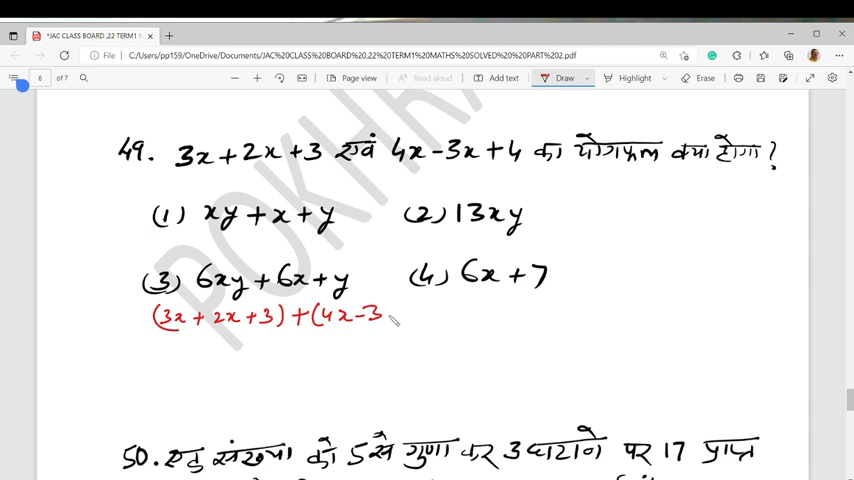 *JAC CLASS BOARD ,22 TERM1 M
File C:/Users/pp159/OneDrive/Documents/JAC%20CLASS%20BOARD,22%20TERM1%20MATHS%20SOLVED%20%20PART%202.pdf
6 of 7 Page view Read aloud Add text Draw Highlight Erase
POKHRA
49. 3x+2x+3 एवं 4x-3x+4 का योगफल क्या होगा?
(1) xy+x+y (2) 13xy
(3) 6xy+6x+y (4) 6x+7
(3x+2x+3)+(4x-3
50. एक संख्या को 5 से गुणा कर 3 घटाने पर 17 प्राप्त